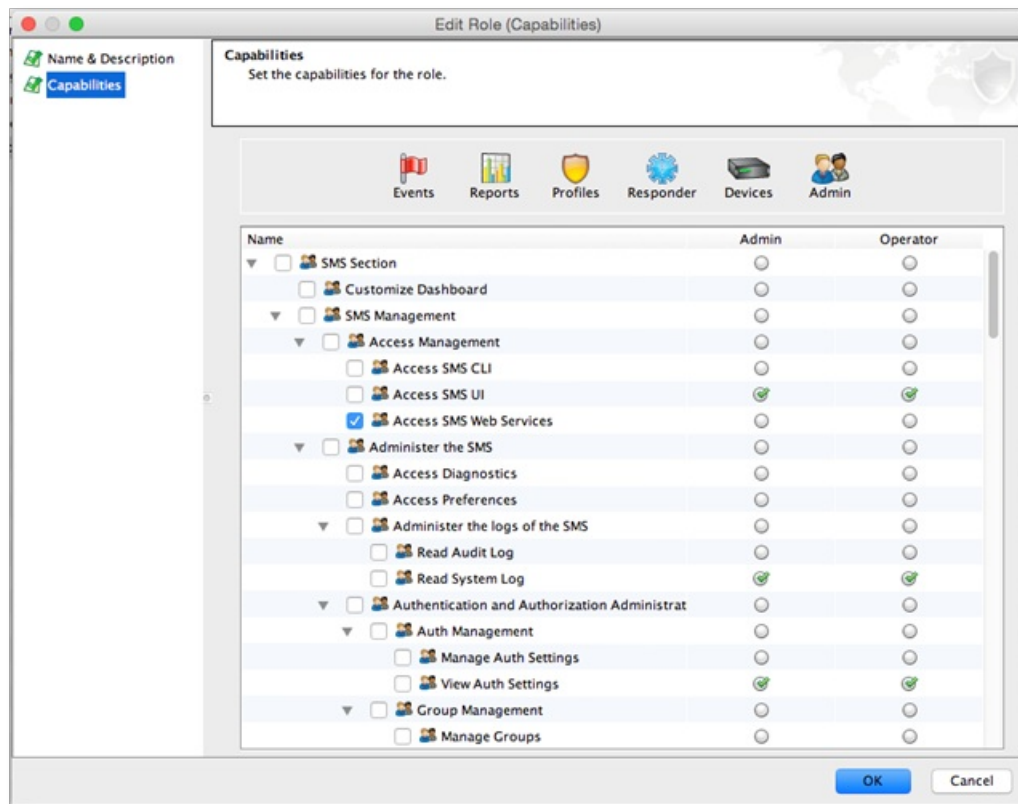 Edit Role (Capabilities)
Name & Description
Capabilities
Capabilities
Set the capabilities for the role.
Events Reports Profiles Responder Devices Admin
Name Admin Operator
SMS Section
Customize Dashboard
SMS Management
Access Management
Access SMS CLI
Access SMS UI
Access SMS Web Services
Administer the SMS
Access Diagnostics
Access Preferences
Administer the logs of the SMS
Read Audit Log
Read System Log
Authentication and Authorization Administrat
Auth Management
Manage Auth Settings
View Auth Settings
Group Management
Manage Groups
OK Cancel